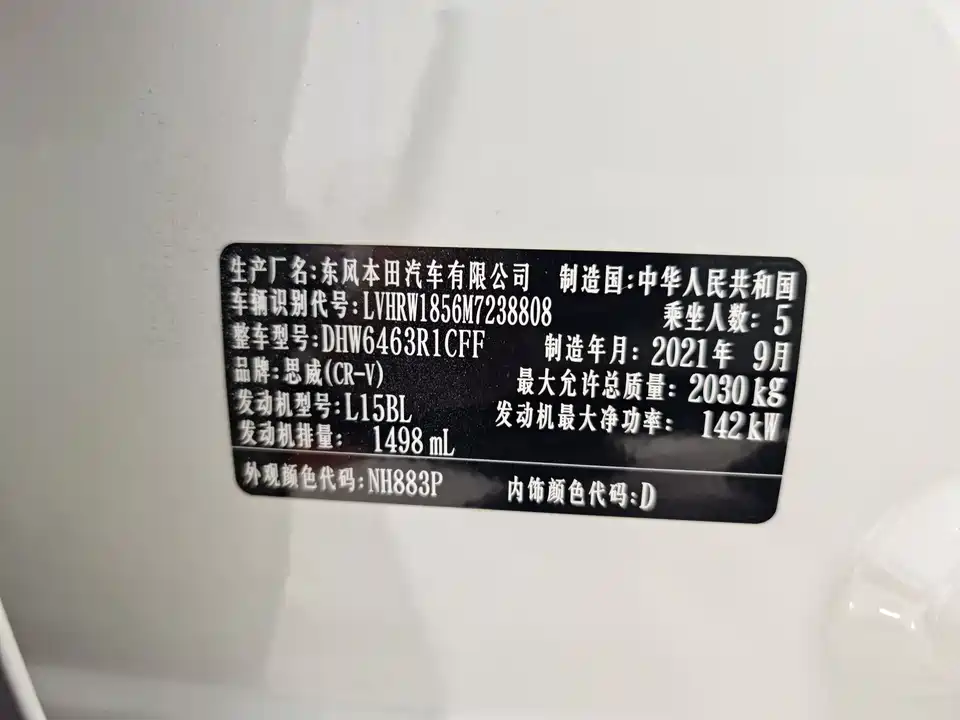 生产厂名:东风本田汽车有限公司 制造国:中华人民共和国
车辆识别代号:LVHRW1856M7238808 乘坐人数:5
整车型号:DHW6463R1CFF 制造年月:2021年 9月
品牌:思威(CR-V) 最大允许总质量:2030 kg
发动机型号:L15BL 发动机最大净功率:142 kW
发动机排量: 1498 mL
外观颜色代码:NH883P 内饰颜色代码:D